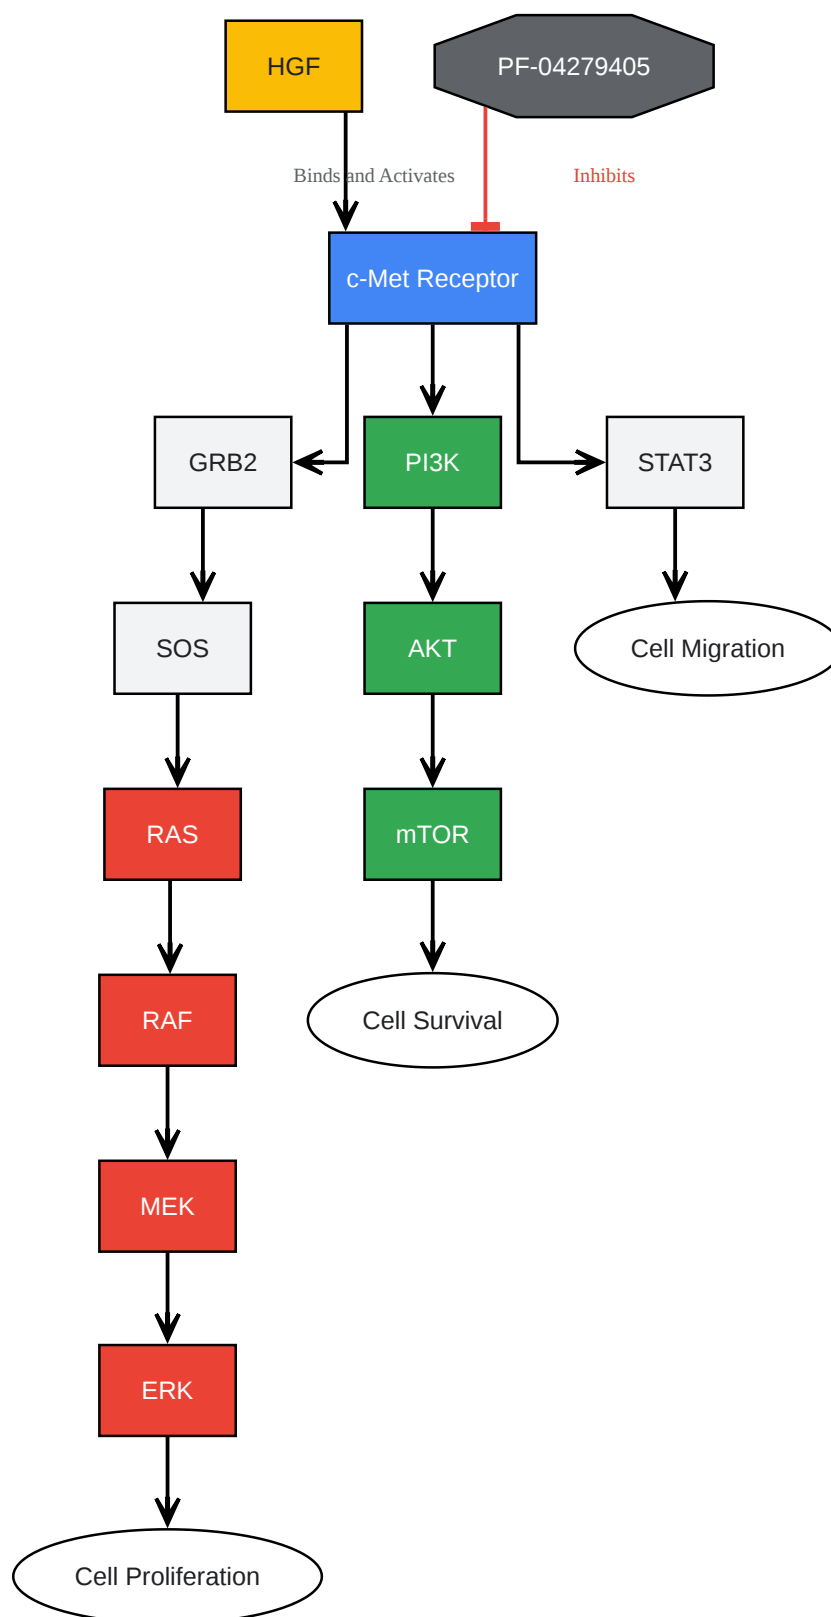 HGF
PF-04279405
Binds and Activates
Inhibits
c-Met Receptor
GRB2
PI3K
STAT3
SOS
AKT
Cell Migration
RAS
mTOR
RAF
Cell Survival
MEK
ERK
Cell Proliferation